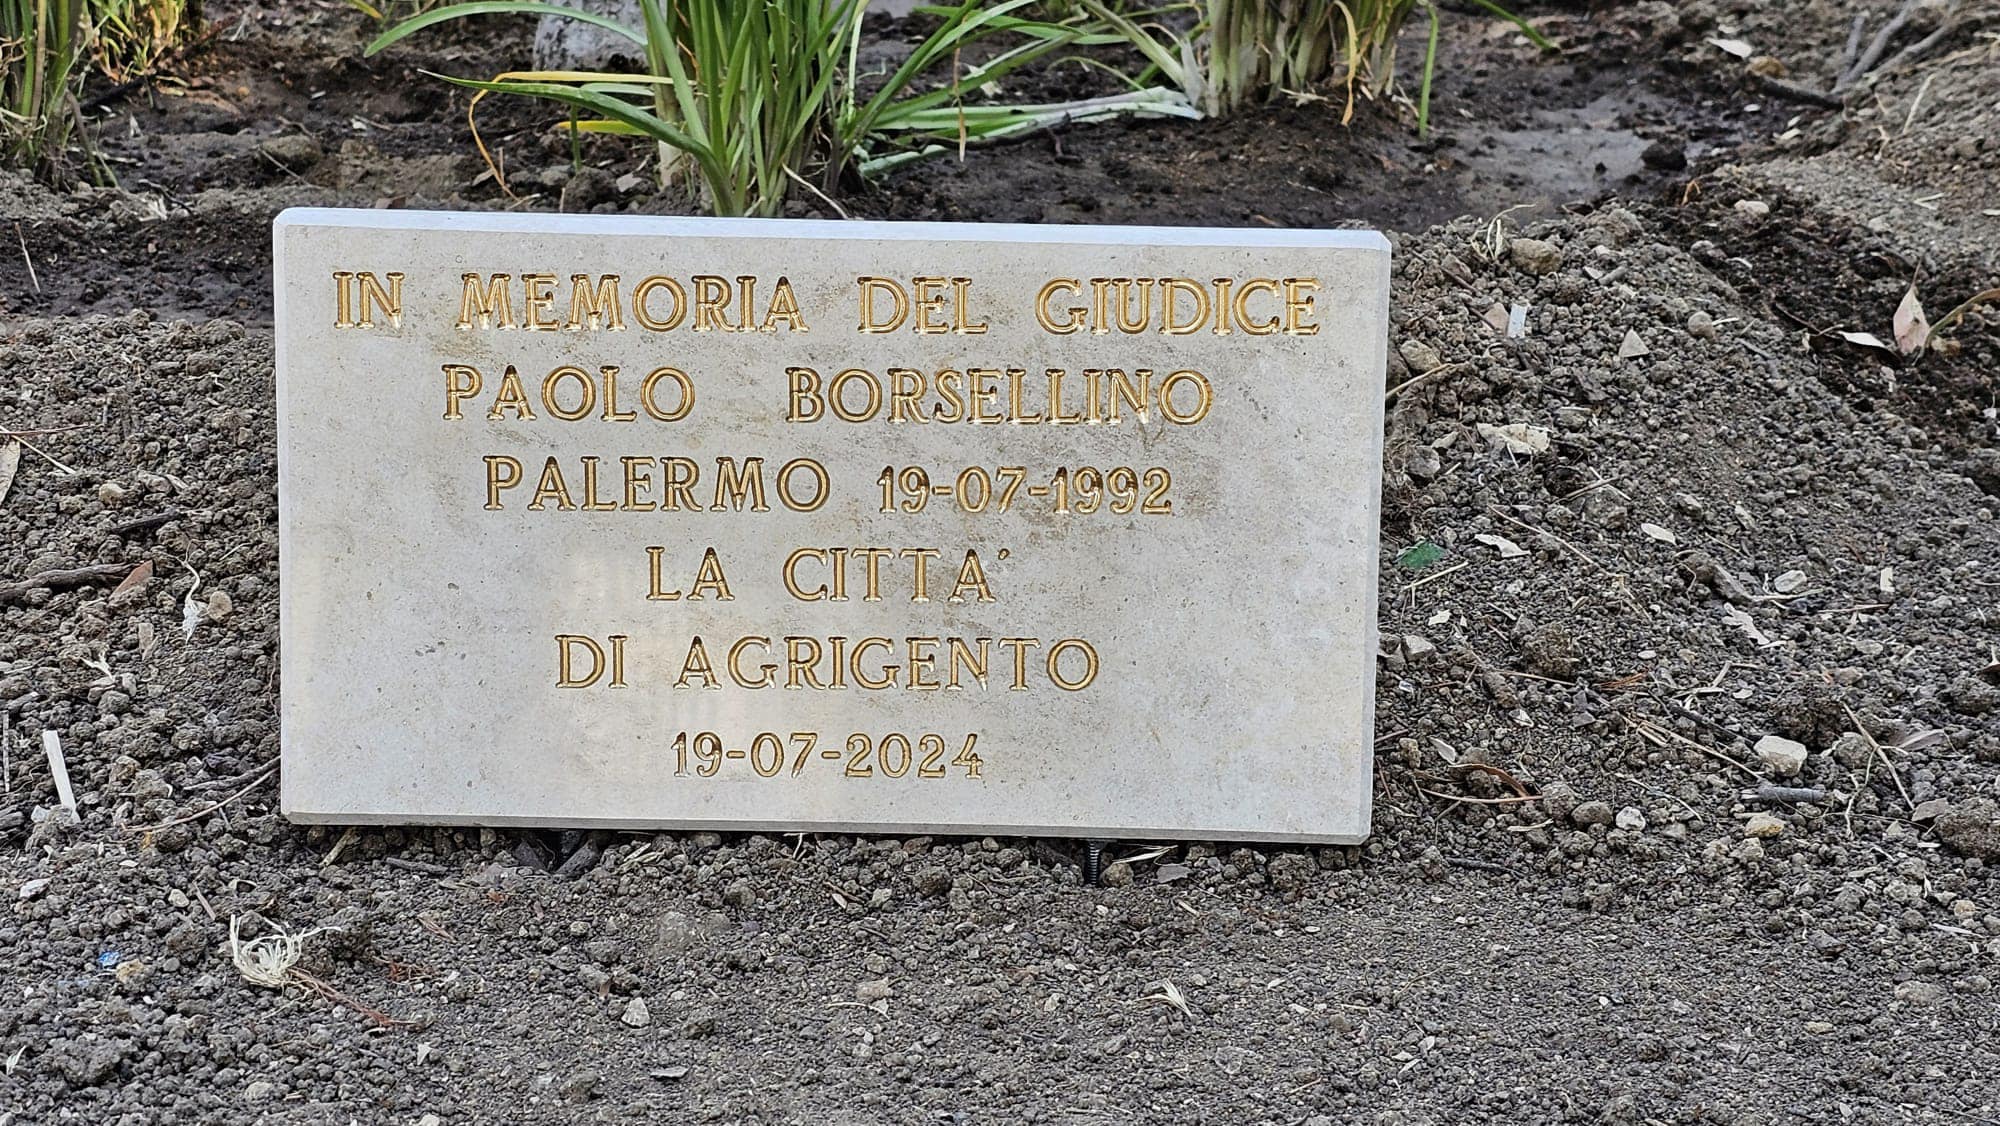 IN MEMORIA DEL GIUDICE
PAOLO BORSELLINO
PALERMO 19-07-1992
LA CITTA'
DI AGRIGENTO
19-07-2024